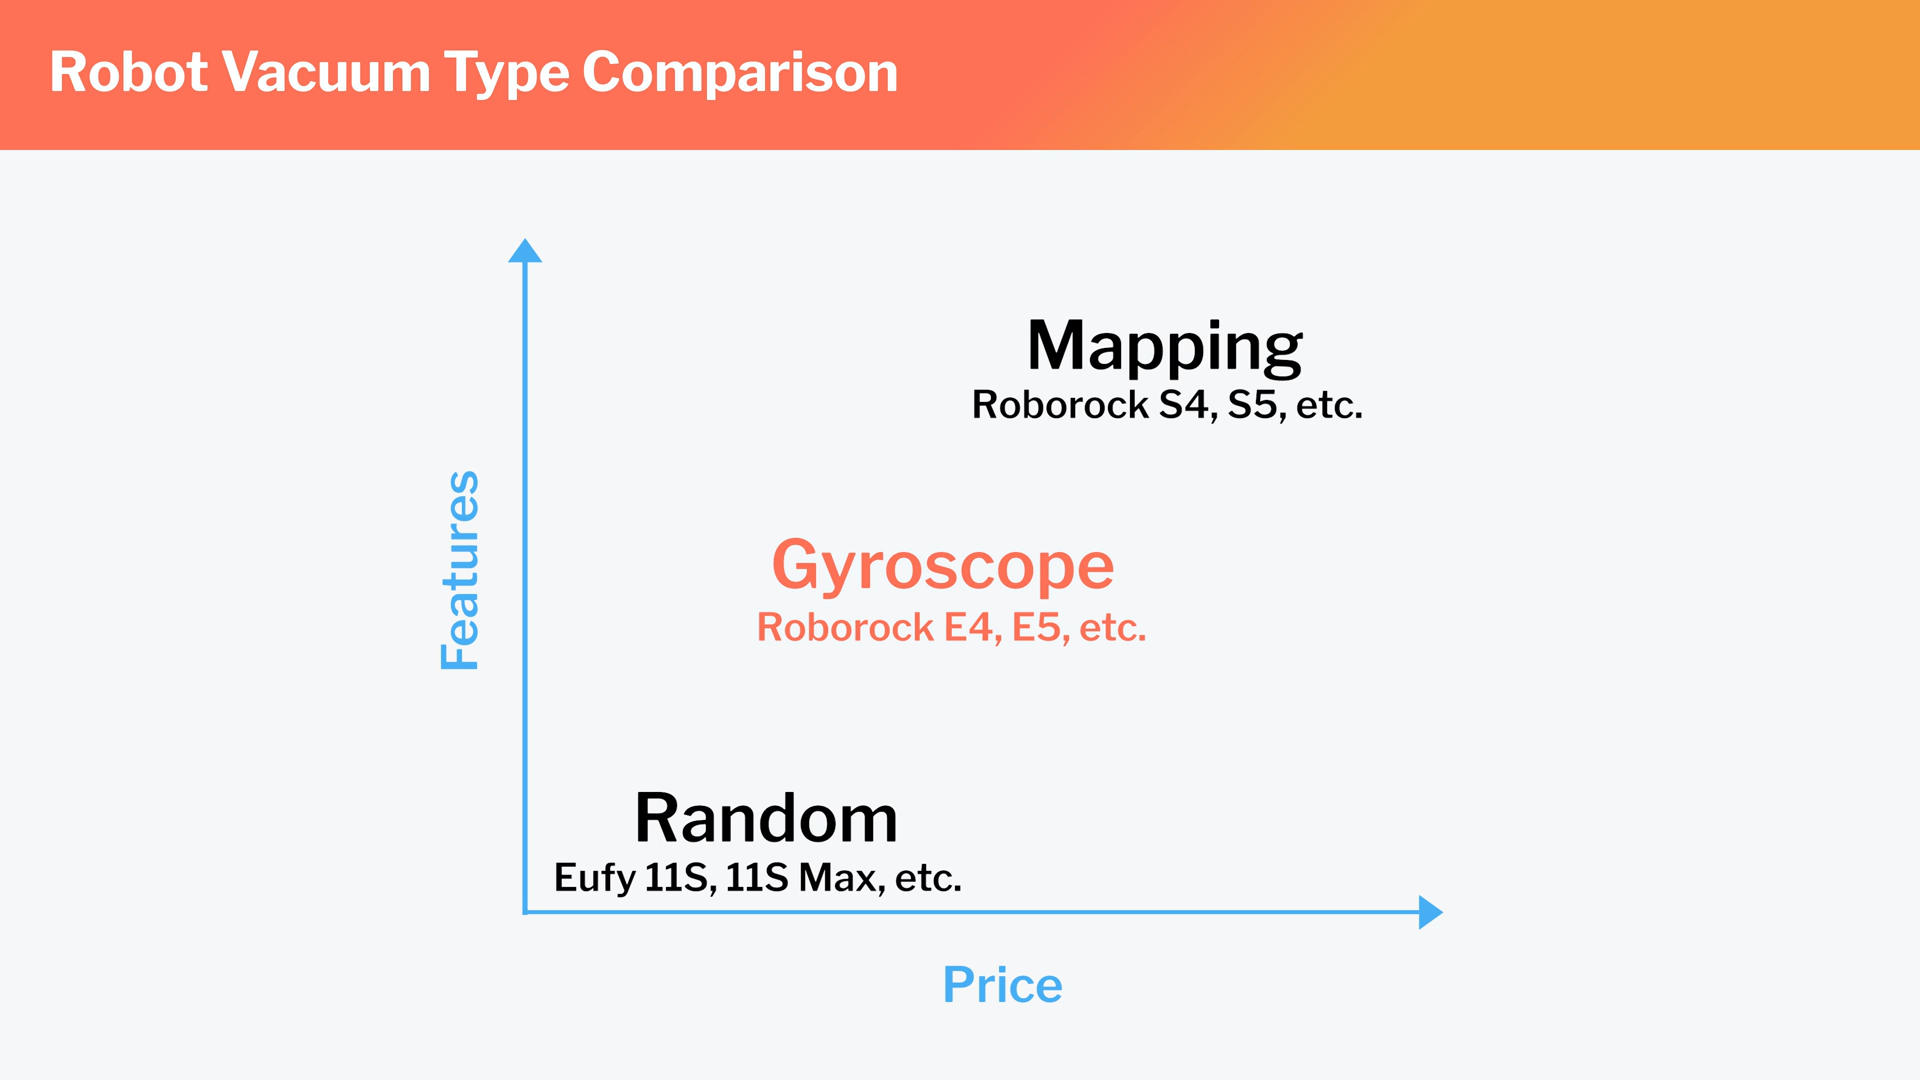 Robot Vacuum Type Comparison
Mapping
Roborock S4, S5, etc.
Features
Gyroscope
Roborock E4, E5, etc.
Random
Eufy 11S, 11S Max, etc.
Price